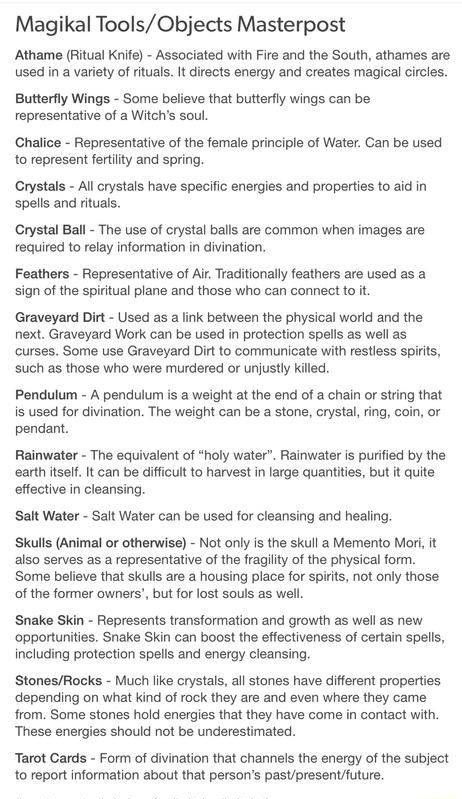 Magikal Tools/Objects Masterpost
Athame (Ritual Knife) - Associated with Fire and the South, athames are
used in a variety of rituals. It directs energy and creates magical circles.
Butterfly Wings - Some believe that butterfly wings can be
representative of a Witch's soul.
Chalice - Representative of the female principle of Water. Can be used
to represent fertility and spring.
Crystals - All crystals have specific energies and properties to aid in
spells and rituals.
Crystal Ball - The use of crystal balls are common when images are
required to relay information in divination.
Feathers - Representative of Air. Traditionally feathers are used as a
sign of the spiritual plane and those who can connect to it.
Graveyard Dirt - Used as a link between the physical world and the
next. Graveyard Work can be used in protection spells as well as
curses. Some use Graveyard Dirt to communicate with restless spirits,
such as those who were murdered or unjustly killed.
Pendulum - A pendulum is a weight at the end of a chain or string that
is used for divination. The weight can be a stone, crystal, ring, coin, or
pendant.
Rainwater - The equivalent of “holy water”. Rainwater is purified by the
earth itself. It can be difficult to harvest in large quantities, but it quite
effective in cleansing.
Salt Water - Salt Water can be used for cleansing and healing.
Skulls (Animal or otherwise) - Not only is the skull a Memento Mori, it
also serves as a representative of the fragility of the physical form.
Some believe that skulls are a housing place for spirits, not only those
of the former owners', but for lost souls as well.
Snake Skin - Represents transformation and growth as well as new
opportunities. Snake Skin can boost the effectiveness of certain spells,
including protection spells and energy cleansing.
Stones/Rocks - Much like crystals, all stones have different properties
depending on what kind of rock they are and even where they came
from. Some stones hold energies that they have come in contact with.
These energies should not be underestimated.
Tarot Cards - Form of divination that channels the energy of the subject
to report information about that person's past/present/future.